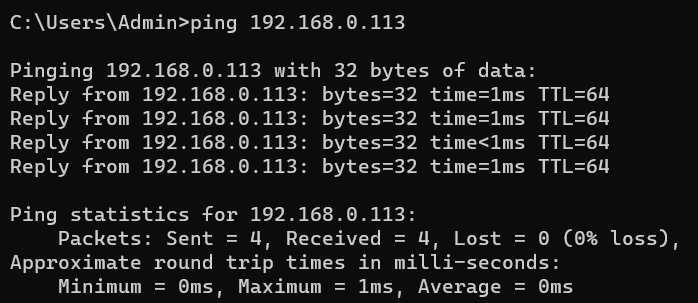 C:\Users\Admin>ping 192.168.0.113
Pinging 192.168.0.113 with 32 bytes of data:
Reply from 192.168.0.113: bytes=32 time=1ms TTL=64
Reply from 192.168.0.113: bytes=32 time=1ms TTL=64
Reply from 192.168.0.113: bytes=32 time<1ms TTL=64
Reply from 192.168.0.113: bytes=32 time=1ms TTL=64
Ping statistics for 192.168.0.113:
    Packets: Sent = 4, Received = 4, Lost = 0 (0% loss),
Approximate round trip times in milli-seconds:
    Minimum = 0ms, Maximum = 1ms, Average = 0ms